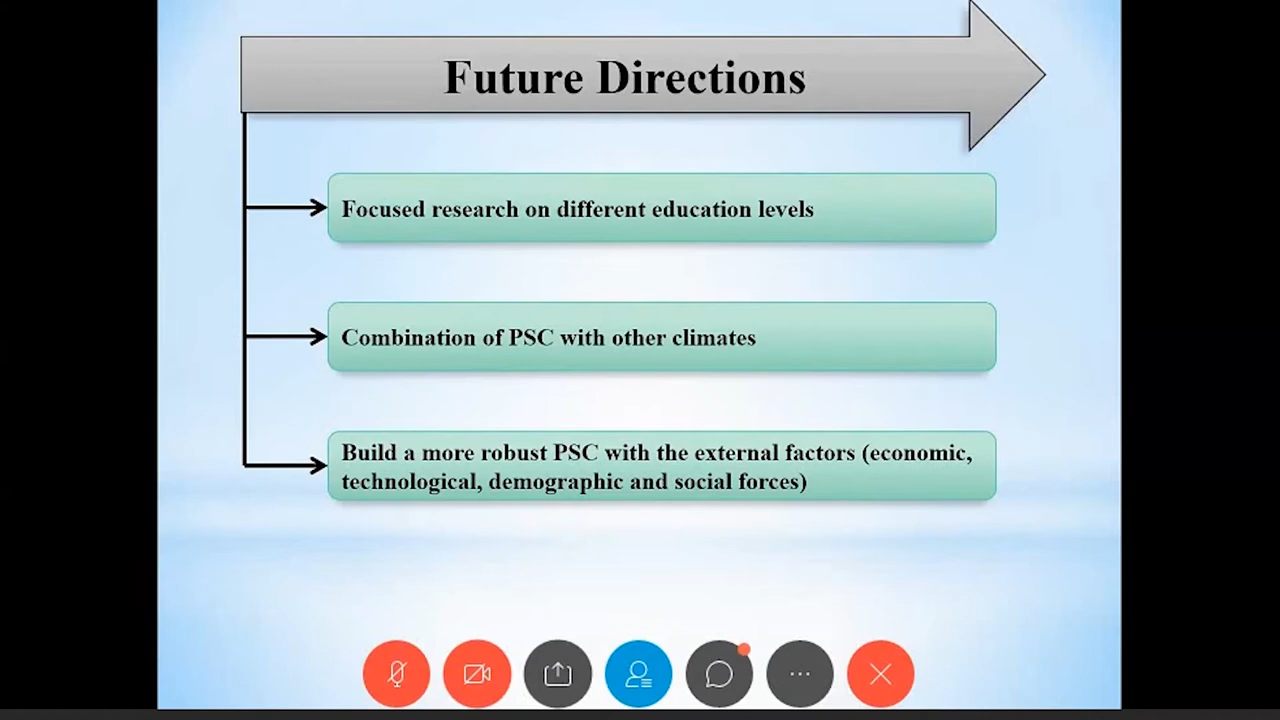 Future Directions
Focused research on different education levels
Combination of PSC with other climates
Build a more robust PSC with the external factors (economic,
technological, demographic and social forces)